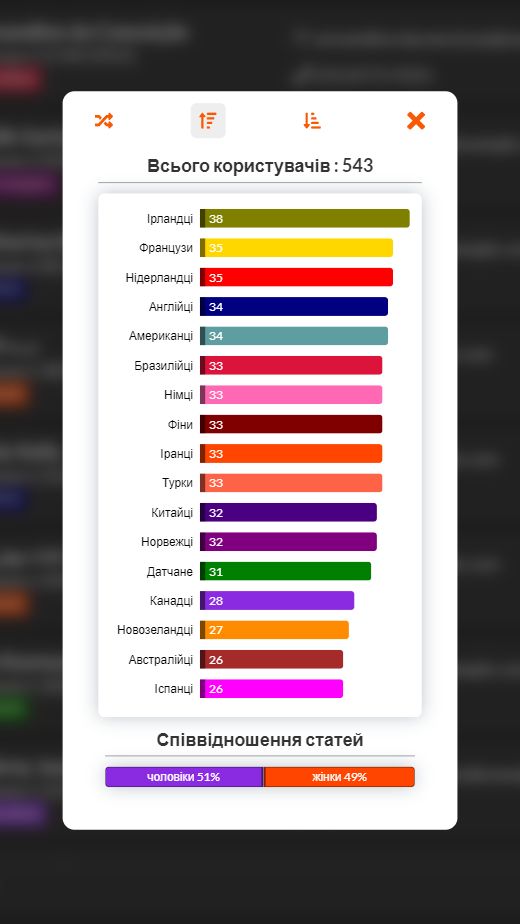 Всього користувачів : 543
Ірландці 38
Французи 35
Нідерландці 35
Англійці 34
Американці 34
Бразилійці 33
Німці 33
Фіни 33
Іранці 33
Турки 33
Китайці 32
Норвежці 32
Датчане 31
Канадці 28
Новозеландці 27
Австралійці 26
Іспанці 26
Співвідношення статей
чоловіки 51% жінки 49%